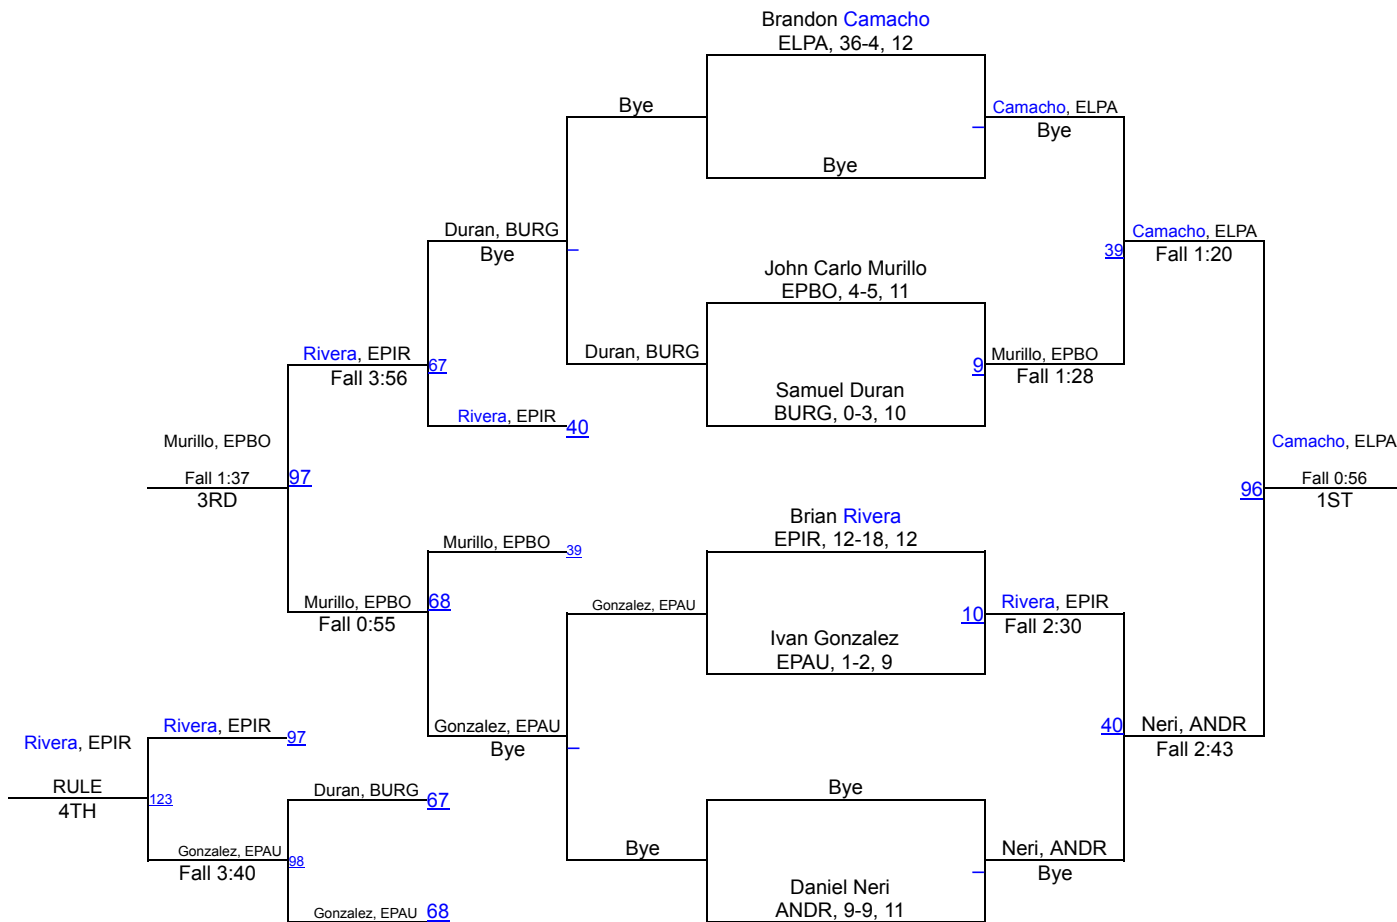 Brandon Camacho
ELPA, 36-4, 12
Bye
Camacho, ELPA
Bye
Bye
Duran, BURG
Bye
Camacho, ELPA
39
Fall 1:20
John Carlo Murillo
EPBO, 4-5, 11
Duran, BURG
Rivera, EPIR
67
Fall 3:56
9
Murillo, EPBO
Fall 1:28
Samuel Duran
BURG, 0-3, 10
Rivera, EPIR
40
Murillo, EPBO
Fall 1:37
97
3RD
Camacho, ELPA
Fall 0:56
96
1ST
Brian Rivera
EPIR, 12-18, 12
Murillo, EPBO
39
Murillo, EPBO
68
Fall 0:55
Gonzalez, EPAU
10
Rivera, EPIR
Fall 2:30
Ivan Gonzalez
EPAU, 1-2, 9
Gonzalez, EPAU
Bye
40
Neri, ANDR
Fall 2:43
Rivera, EPIR
Rivera, EPIR
97
RULE
4TH
123
Duran, BURG
67
Bye
Gonzalez, EPAU
98
Fall 3:40
Bye
Neri, ANDR
Bye
Daniel Neri
ANDR, 9-9, 11
Gonzalez, EPAU
68